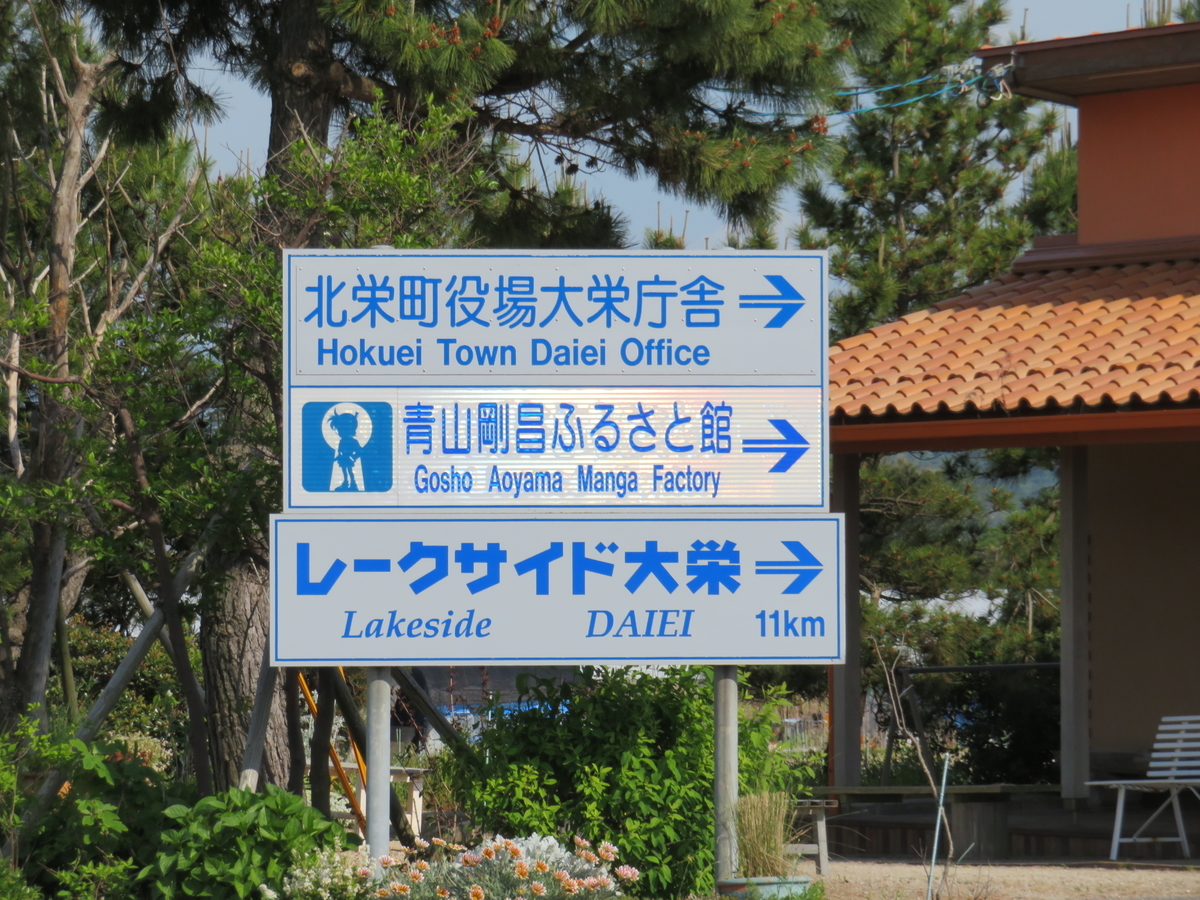 北栄町役場大栄庁舎
Hokuei Town Daiei Office
青山剛昌ふるさと館
Gosho Aoyama Manga Factory
レークサイド大栄
Lakeside DAIEI 11km